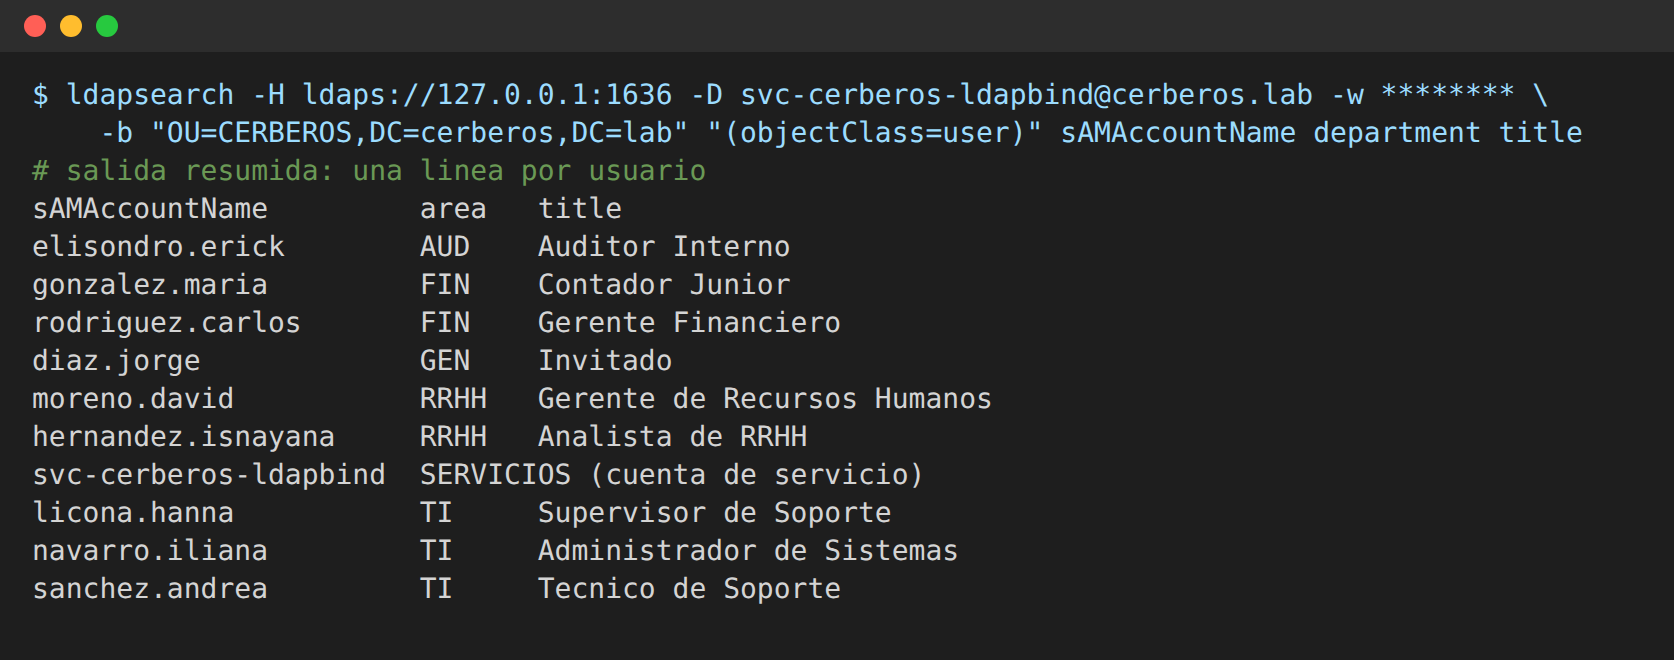 $ ldapsearch -H ldaps://127.0.0.1:1636 -D svc-cerberos-ldapbind@cerberos.lab -w ******** \
    -b "OU=CERBEROS,DC=cerberos,DC=lab" "(objectClass=user)" sAMAccountName department title
# salida resumida: una linea por usuario
sAMAccountName         area   title
elisondro.erick        AUD    Auditor Interno
gonzalez.maria         FIN    Contador Junior
rodriguez.carlos       FIN    Gerente Financiero
diaz.jorge             GEN    Invitado
moreno.david           RRHH   Gerente de Recursos Humanos
hernandez.isnayana     RRHH   Analista de RRHH
svc-cerberos-ldapbind  SERVICIOS (cuenta de servicio)
licona.hanna           TI     Supervisor de Soporte
navarro.iliana         TI     Administrador de Sistemas
sanchez.andrea         TI     Tecnico de Soporte